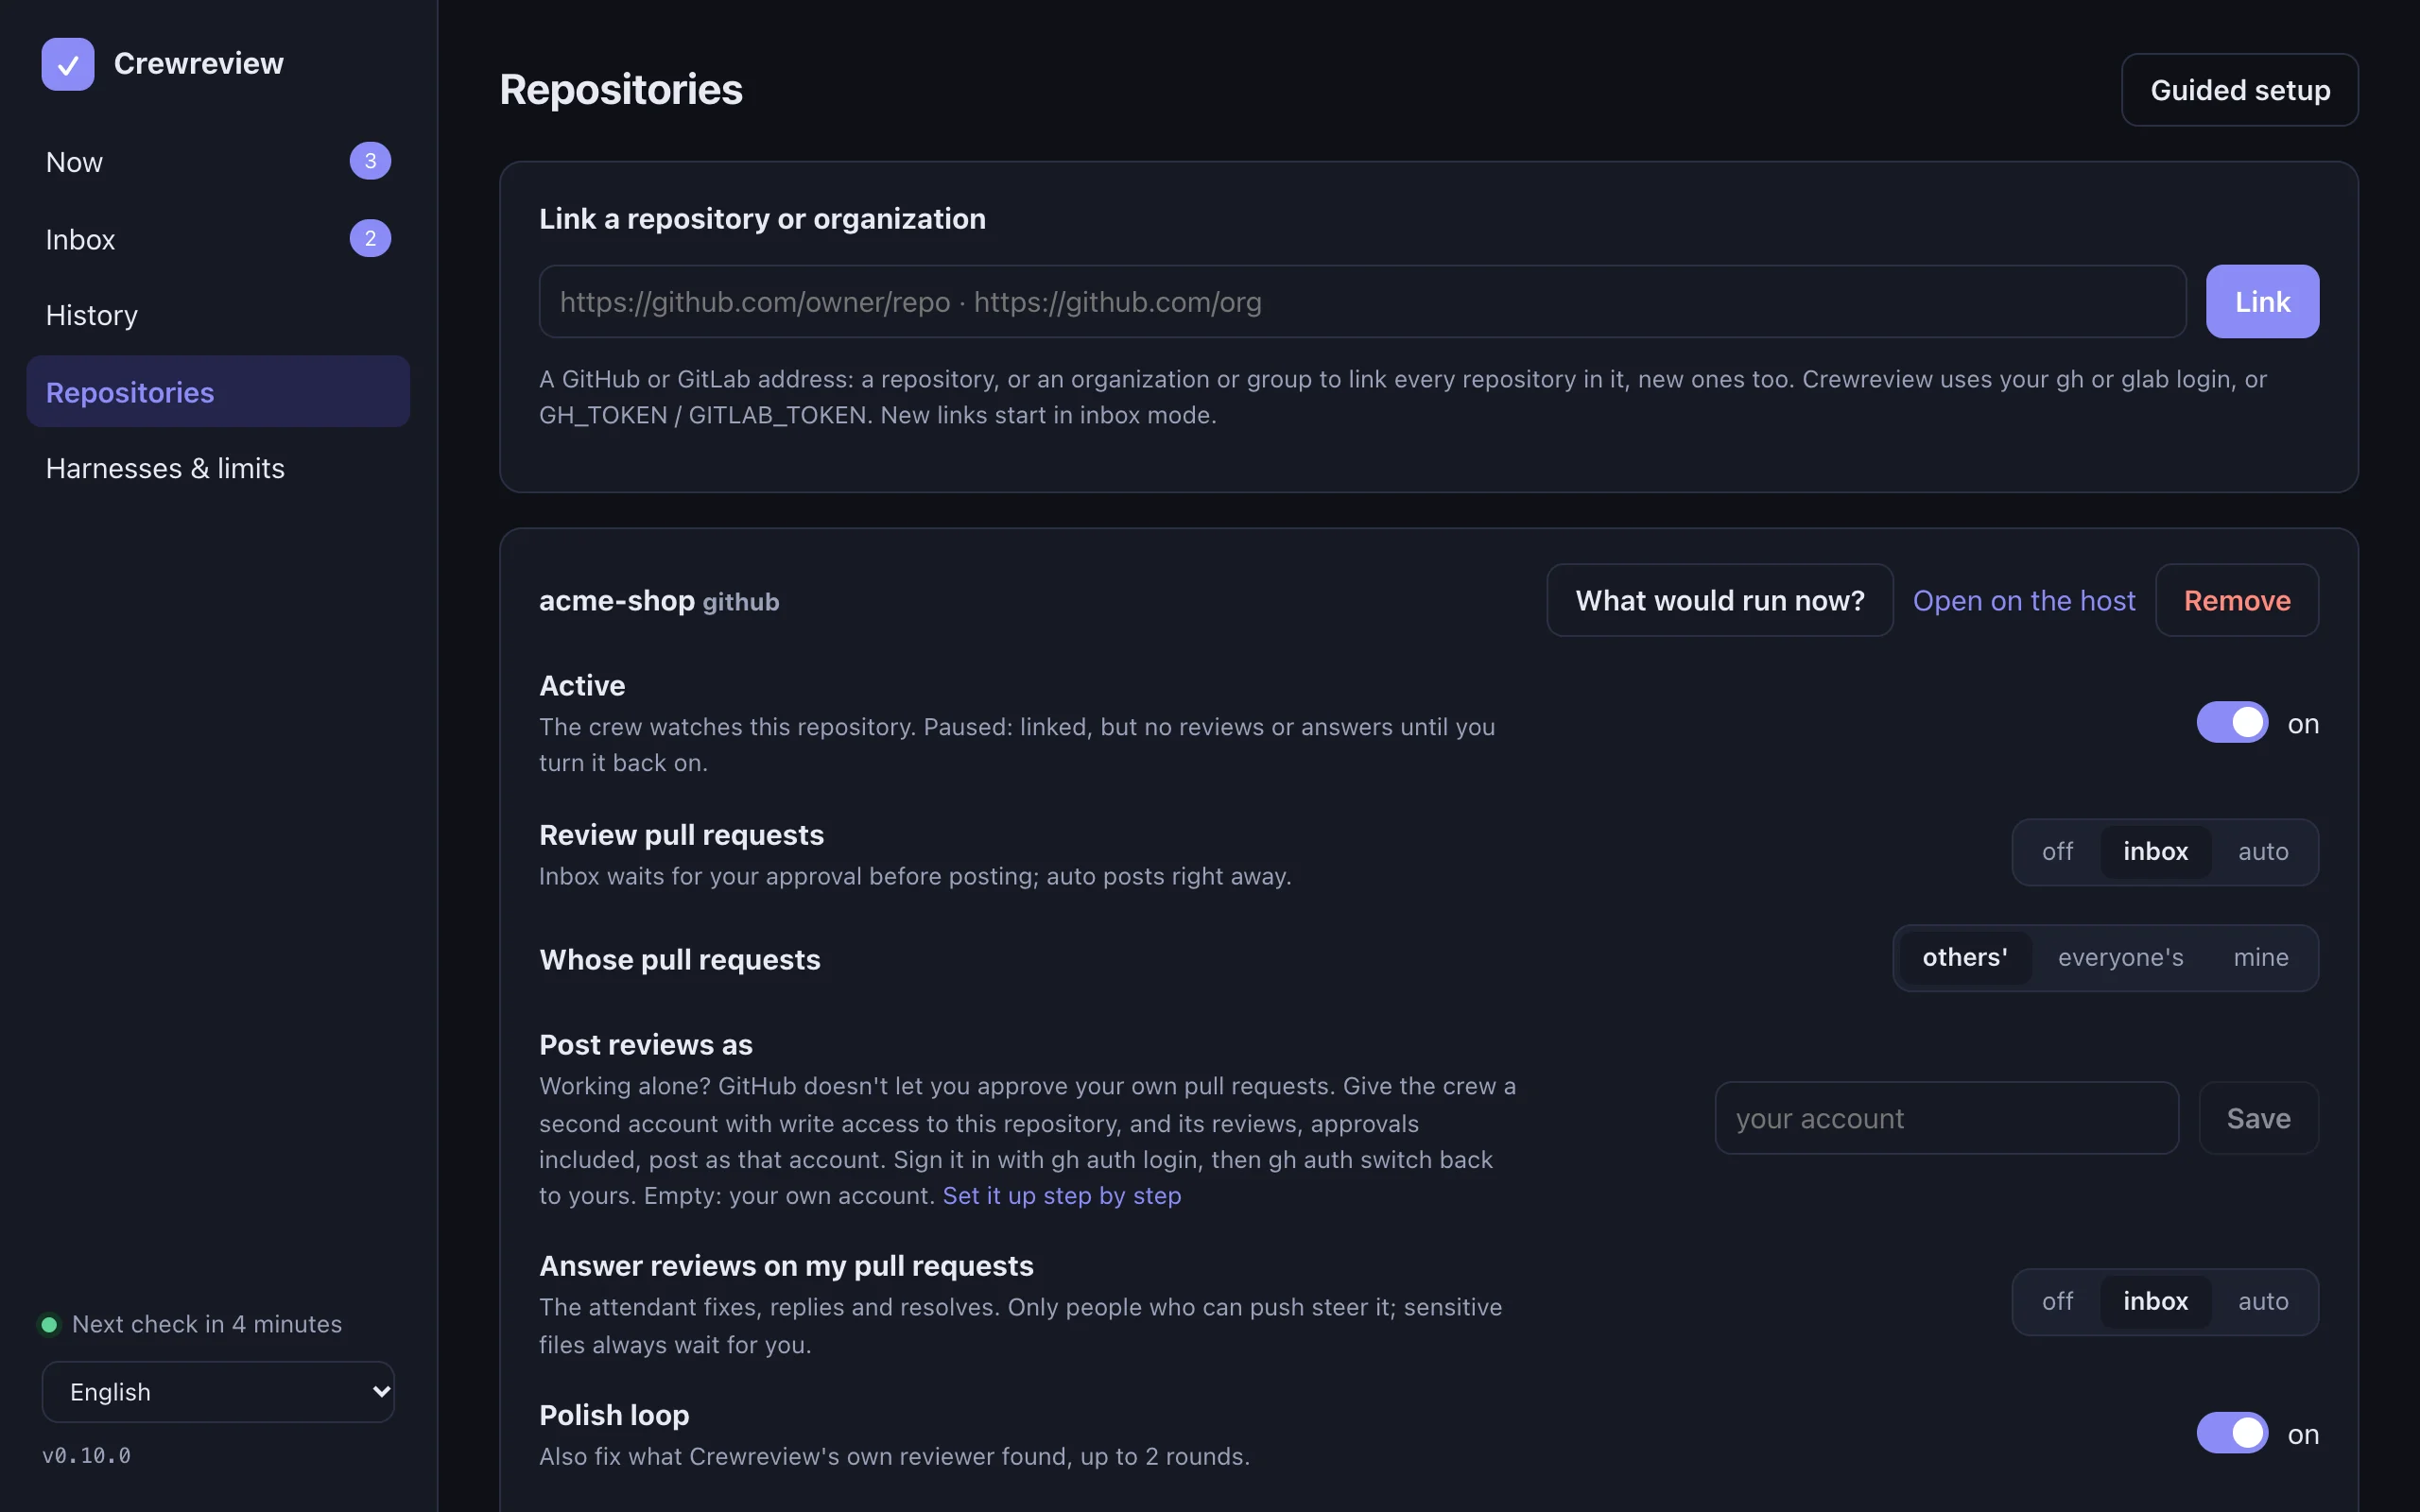 Crewreview
Now 3
Inbox 2
History
Repositories
Harnesses & limits
Next check in 4 minutes
English
v0.10.0
Repositories
Guided setup
Link a repository or organization
https://github.com/owner/repo · https://github.com/org
Link
A GitHub or GitLab address: a repository, or an organization or group to link every repository in it, new ones too. Crewreview uses your gh or glab login, or
GH_TOKEN / GITLAB_TOKEN. New links start in inbox mode.
acme-shop github
What would run now?
Open on the host
Remove
Active
The crew watches this repository. Paused: linked, but no reviews or answers until you
turn it back on.
on
Review pull requests
Inbox waits for your approval before posting; auto posts right away.
off inbox auto
Whose pull requests
others' everyone's mine
Post reviews as
Working alone? GitHub doesn't let you approve your own pull requests. Give the crew a
second account with write access to this repository, and its reviews, approvals
included, post as that account. Sign it in with gh auth login, then gh auth switch back
to yours. Empty: your own account. Set it up step by step
your account
Save
Answer reviews on my pull requests
The attendant fixes, replies and resolves. Only people who can push steer it; sensitive
files always wait for you.
off inbox auto
Polish loop
Also fix what Crewreview's own reviewer found, up to 2 rounds.
on